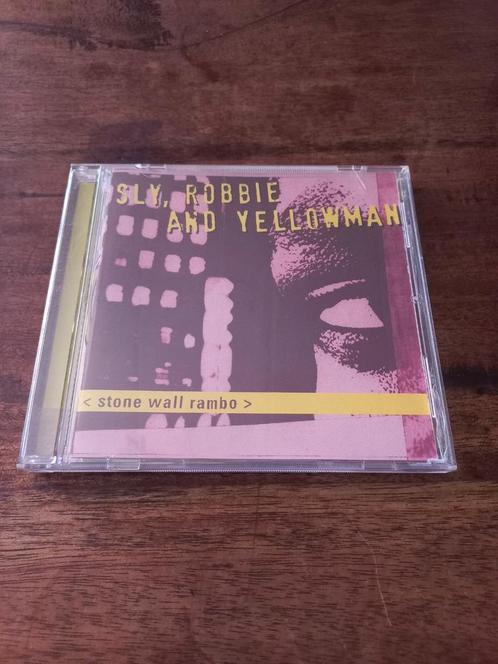 SLY, ROBBIE
AND YELLOWMAN
< stone wall rambo >